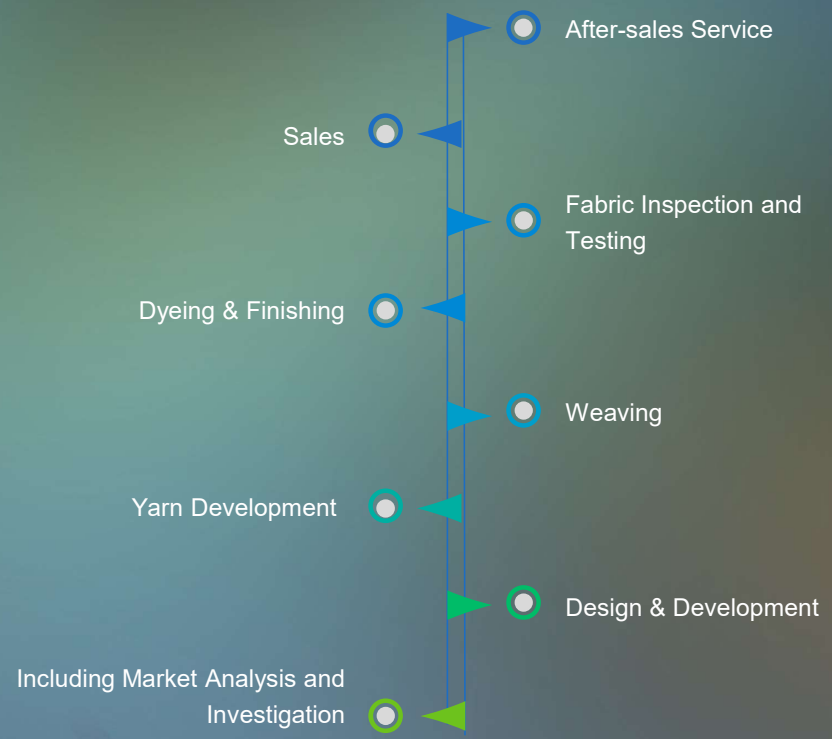 After-sales Service
Sales
Fabric Inspection and
Testing
Dyeing & Finishing
Weaving
Yarn Development
Design & Development
Including Market Analysis and
Investigation